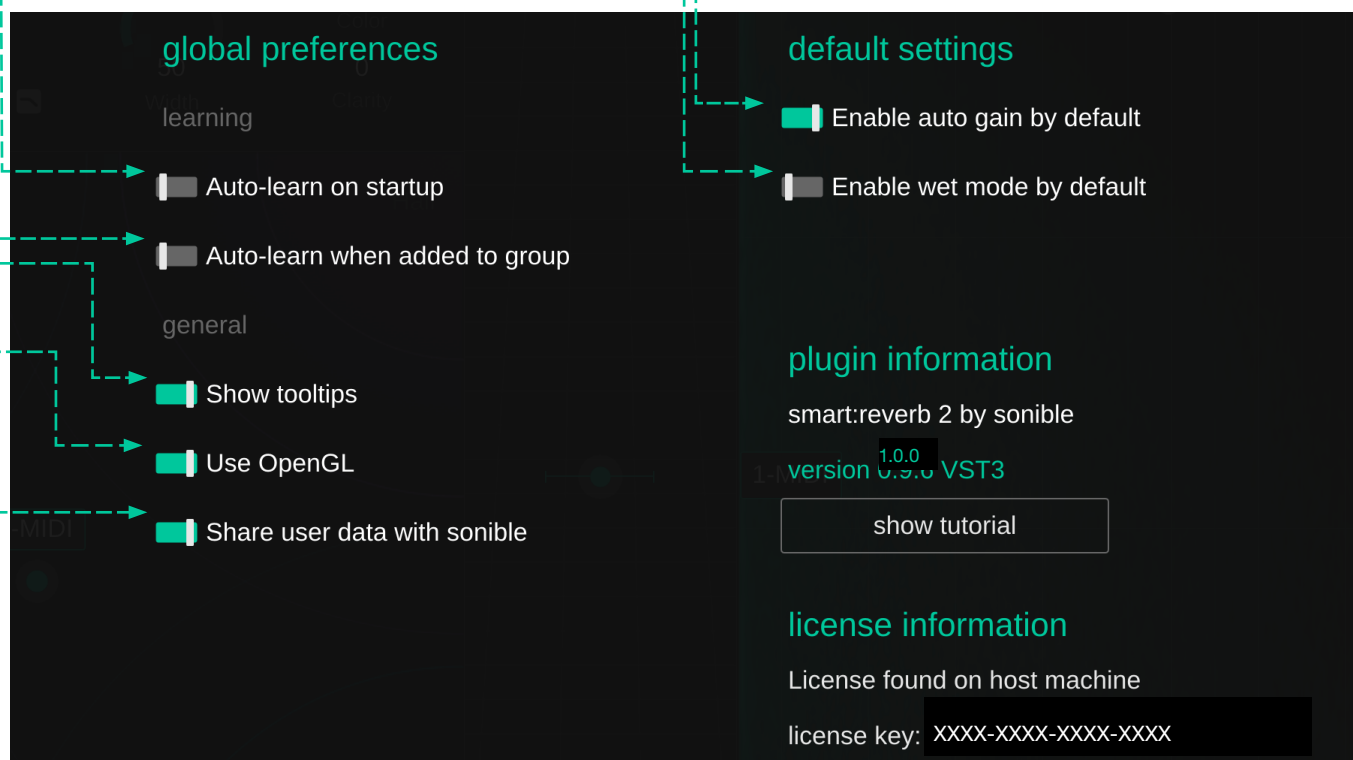 global preferences
learning
Auto-learn on startup
Auto-learn when added to group
general
Show tooltips
Use OpenGL
Share user data with sonible
-MIDI
default settings
Enable auto gain by default
Enable wet mode by default
plugin information
smart:reverb 2 by sonible
1.0.0
version 0.9.6 VST3
show tutorial
license information
License found on host machine
license key: XXXX-XXXX-XXXX-XXXX